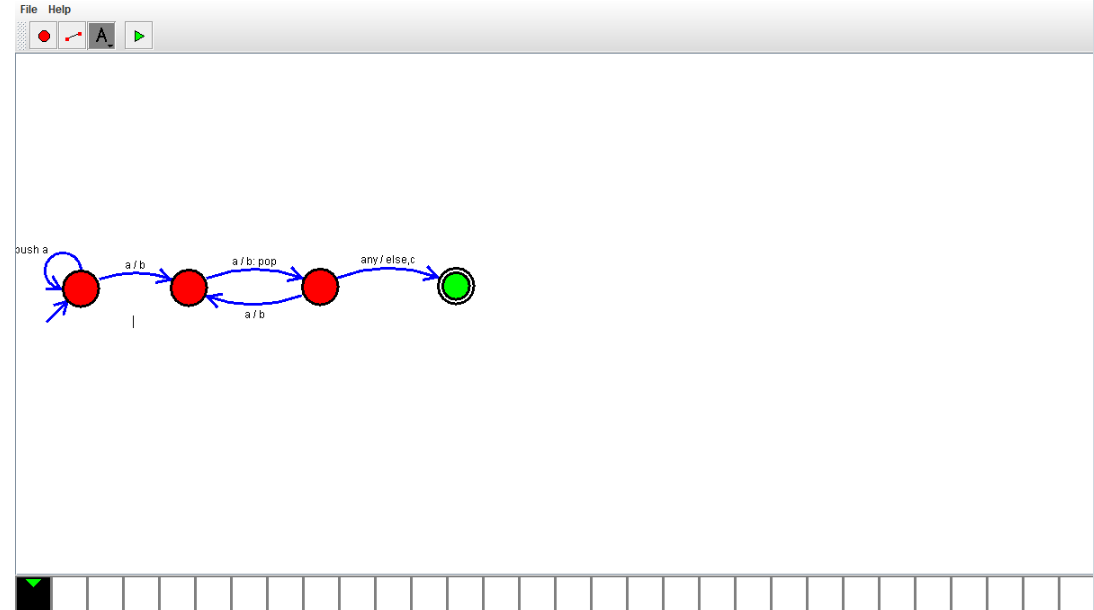 File Help
A
push a
a / b
a / b: pop
any / else,c
a / b